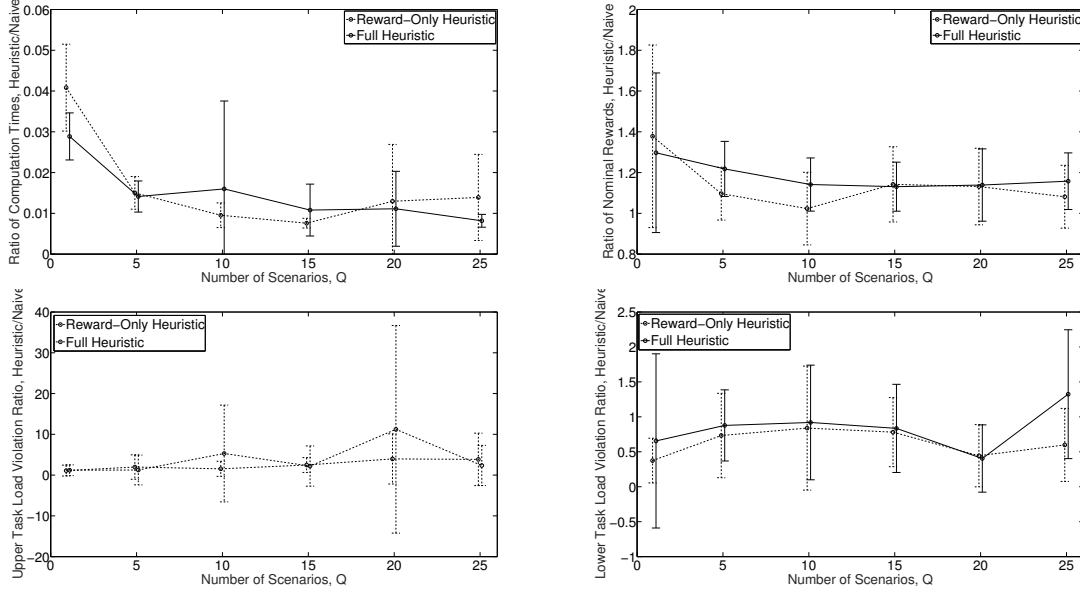 Ratio of Computation Times, Heuristic/Naive
0.06
0.05
0.04
0.03
0.02
0.01
0
0 5 10 15 20 25
Number of Scenarios, Q
Reward−Only Heuristic
Full Heuristic
Ratio of Nominal Rewards, Heuristic/Naive
2
1.8
1.6
1.4
1.2
1
0.8
0 5 10 15 20 25
Number of Scenarios, Q
Reward−Only Heuristic
Full Heuristic
Upper Task Load Violation Ratio, Heuristic/Naive
40
30
20
10
0
−10
−20
0 5 10 15 20 25
Number of Scenarios, Q
Reward−Only Heuristic
Full Heuristic
Lower Task Load Violation Ratio, Heuristic/Naive
2.5
2
1.5
1
0.5
0
−0.5
−1
0 5 10 15 20 25
Number of Scenarios, Q
Reward−Only Heuristic
Full Heuristic